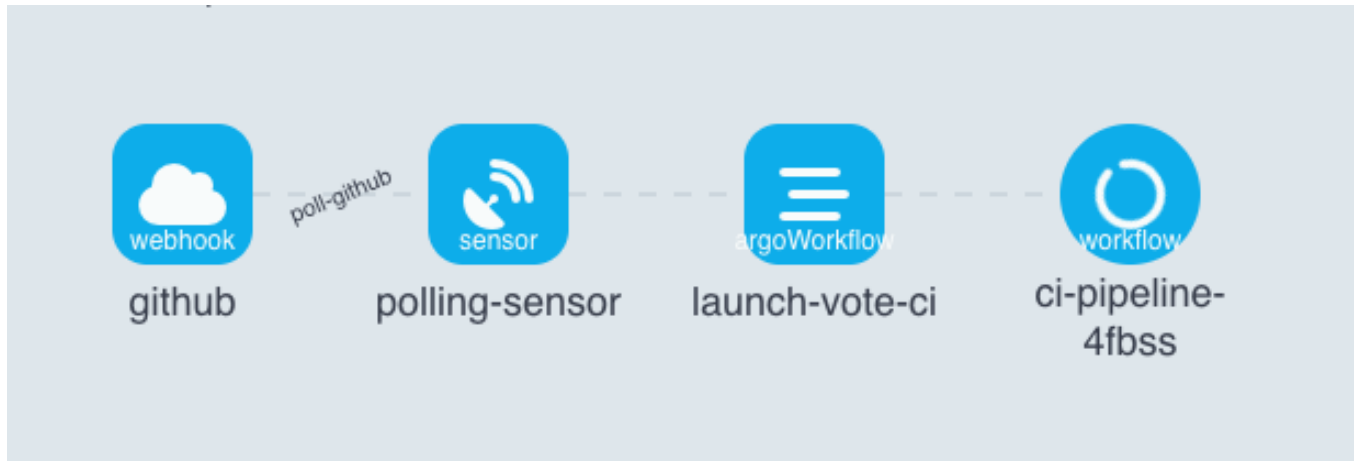 webhook
github
poll-github
sensor
polling-sensor
argoWorkflow
launch-vote-ci
workflow
ci-pipeline-
4fbss